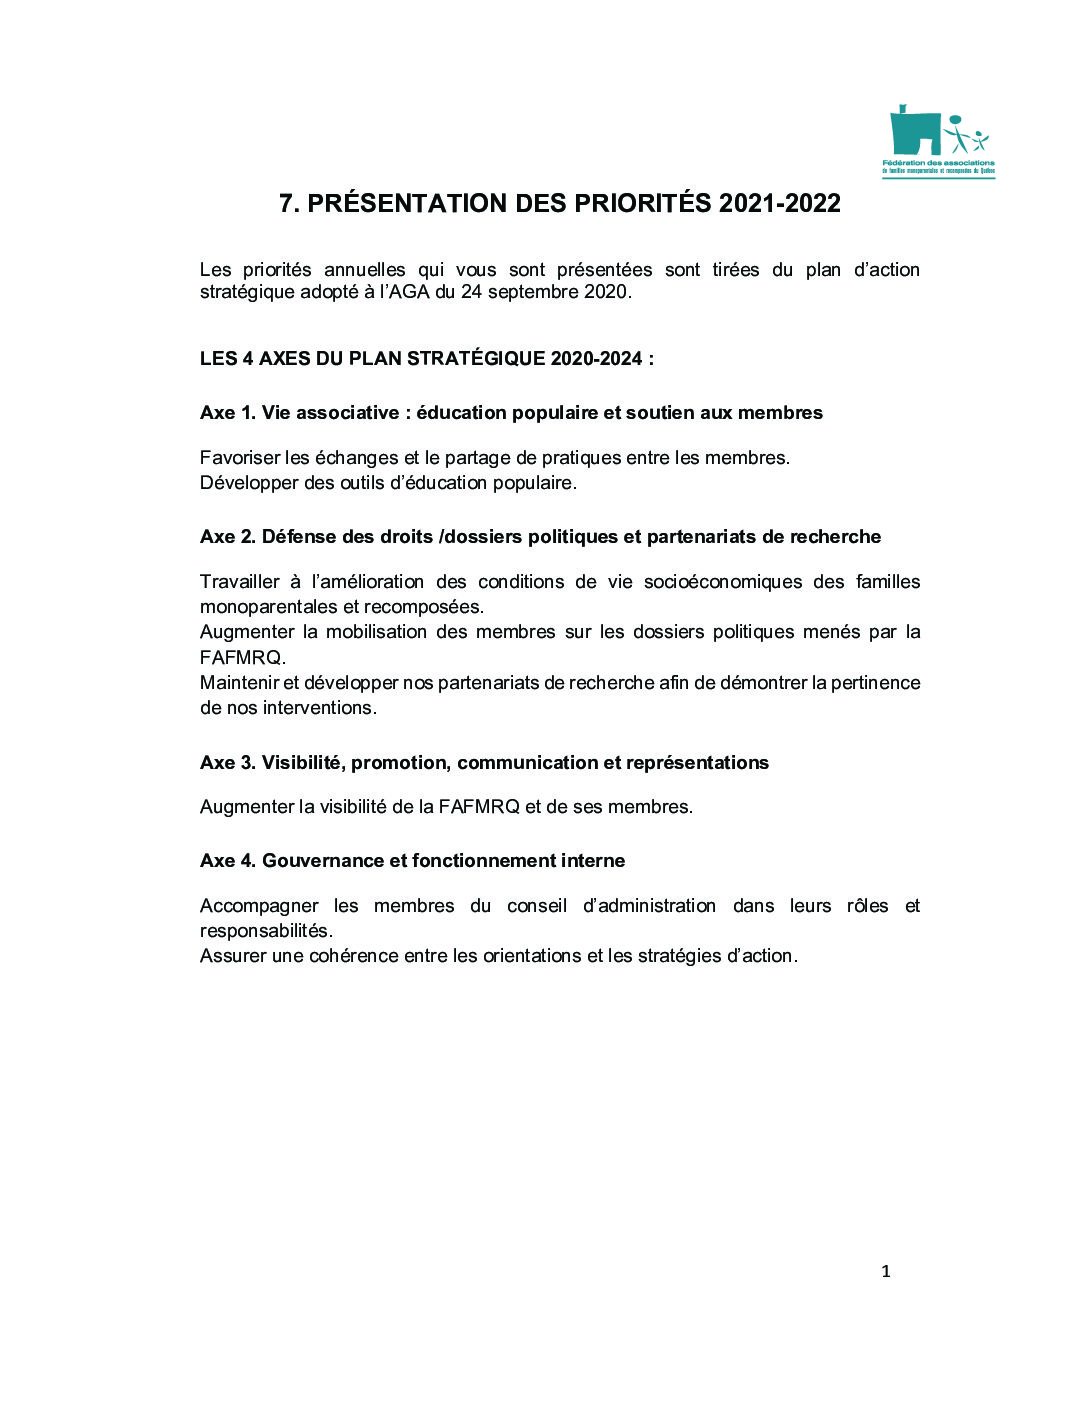 Fédération des associations
de familles monoparentales et recomposées du Québec
7. PRÉSENTATION DES PRIORITÉS 2021-2022
Les priorités annuelles qui vous sont présentées sont tirées du plan d’action
stratégique adopté à l’AGA du 24 septembre 2020.
LES 4 AXES DU PLAN STRATÉGIQUE 2020-2024 :
Axe 1. Vie associative : éducation populaire et soutien aux membres
Favoriser les échanges et le partage de pratiques entre les membres.
Développer des outils d’éducation populaire.
Axe 2. Défense des droits /dossiers politiques et partenariats de recherche
Travailler à l’amélioration des conditions de vie socioéconomiques des familles
monoparentales et recomposées.
Augmenter la mobilisation des membres sur les dossiers politiques menés par la
FAFMRQ.
Maintenir et développer nos partenariats de recherche afin de démontrer la pertinence
de nos interventions.
Axe 3. Visibilité, promotion, communication et représentations
Augmenter la visibilité de la FAFMRQ et de ses membres.
Axe 4. Gouvernance et fonctionnement interne
Accompagner les membres du conseil d’administration dans leurs rôles et
responsabilités.
Assurer une cohérence entre les orientations et les stratégies d’action.
1